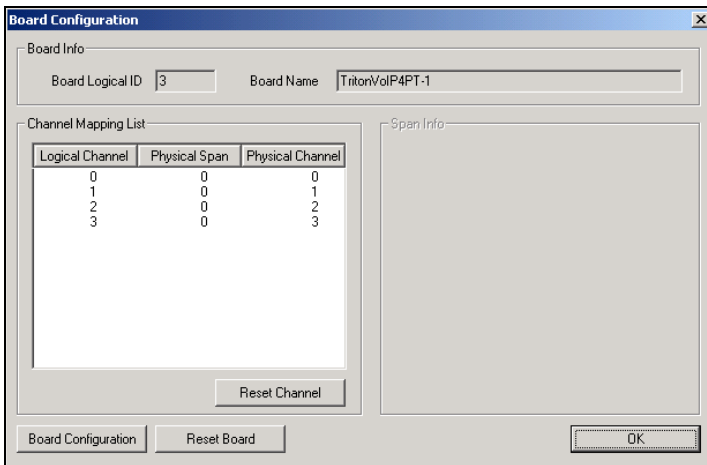 Board Configuration
Board Info
Board Logical ID 3 Board Name TritonVoIP4PT-1
Channel Mapping List
Logical Channel Physical Span Physical Channel
0 0 0
1 0 1
2 0 2
3 0 3
Reset Channel
Span Info
Board Configuration Reset Board OK